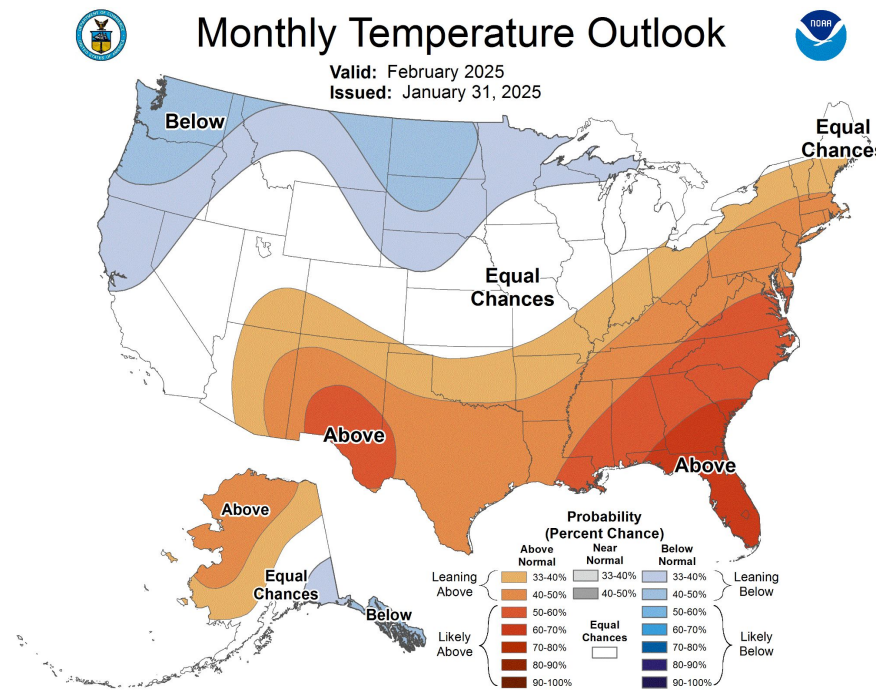 Monthly Temperature Outlook
NOAA
Valid: February 2025
Issued: January 31, 2025
Below
Equal
Chances
Equal
Chances
Above
Above
Above
Equal
Chances
Below
Probability
(Percent Chance)
Above
Normal
Near
Normal
Below
Normal
Leaning
Above
33-40%
33-40%
33-40%
Leaning
Below
40-50%
40-50%
40-50%
Likely
Above
50-60%
50-60%
60-70%
60-70%
70-80%
70-80%
80-90%
80-90%
90-100%
90-100%
Equal
Chances
Likely
Below